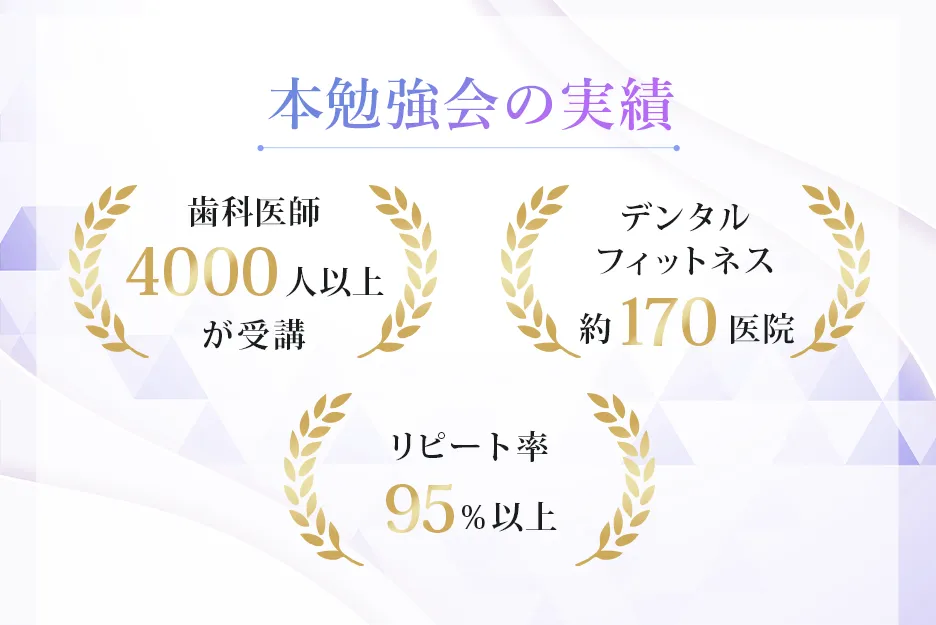 本勉強会の実績
歯科医師
4000人以上
が受講
デンタル
フィットネス
約170医院
リピート率
95%以上